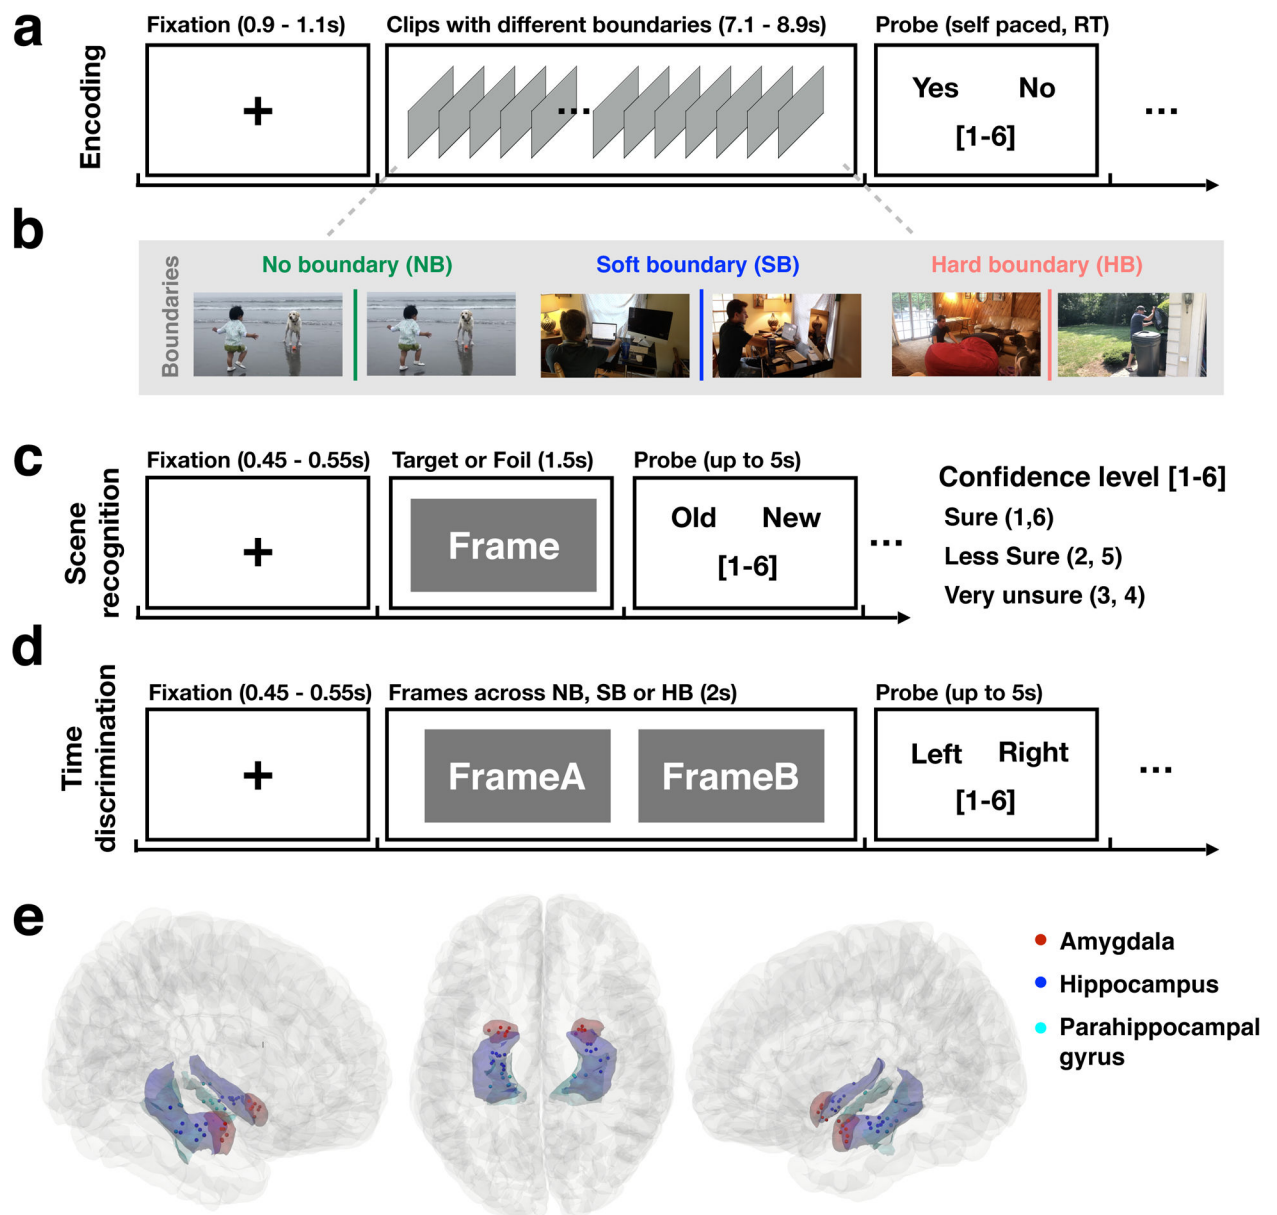 a
Encoding
Fixation (0.9 - 1.1s)
Clips with different boundaries (7.1 - 8.9s)
Probe (self paced, RT)
+
...
Yes No
[1-6]
...
b
Boundaries
No boundary (NB)
Soft boundary (SB)
Hard boundary (HB)
c
Scene
recognition
Fixation (0.45 - 0.55s)
Target or Foil (1.5s)
Probe (up to 5s)
+
Frame
Old New
[1-6]
...
Confidence level [1-6]
Sure (1,6)
Less Sure (2, 5)
Very unsure (3, 4)
d
Time
discrimination
Fixation (0.45 - 0.55s)
Frames across NB, SB or HB (2s)
Probe (up to 5s)
+
FrameA
FrameB
Left Right
[1-6]
...
e
Amygdala
Hippocampus
Parahippocampal
gyrus